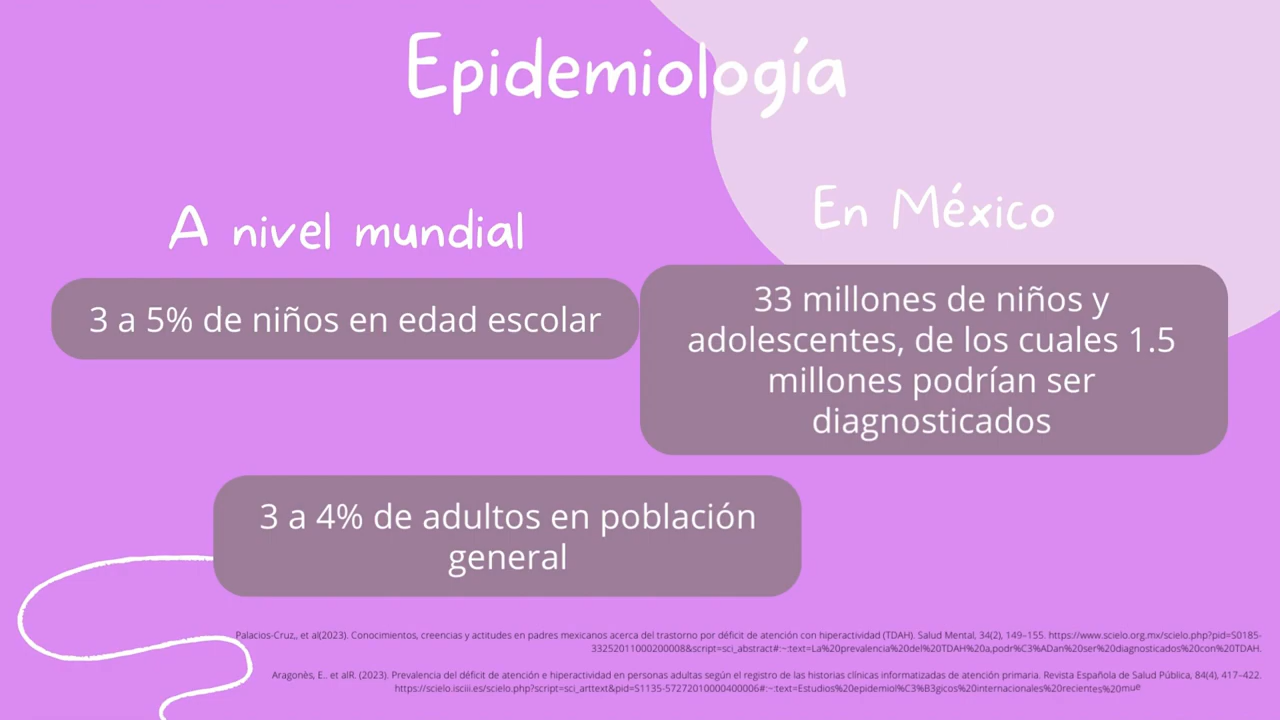 Epidemiología
A nivel mundial
3 a 5% de niños en edad escolar
En México
33 millones de niños y
adolescentes, de los cuales 1.5
millones podrían ser
diagnosticados
3 a 4% de adultos en población
general
Palacios-Cruz,, et al(2023). Conocimientos, creencias y actitudes en padres mexicanos acerca del trastorno por déficit de atención con hiperactividad (TDAH). Salud Mental, 34(2), 149–155. https://www.scielo.org.mx/scielo.php?pid=S0185-
33252011000200008&script=sci_abstract#:~:text=La%20prevalencia%20del%20TDAH%20a,podr%C3%ADan%20ser%20diagnosticados%20con%20TDAH.
Aragonès, E.. et alR. (2023). Prevalencia del déficit de atención e hiperactividad en personas adultas según el registro de las historias clínicas informatizadas de atención primaria. Revista Española de Salud Pública, 84(4), 417–422.
https://scielo.isciii.es/scielo.php?script=sci_arttext&pid=S1135-57272010000400006#:~:text=Estudios%20epidemiol%C3%B3gicos%20internacionales%20recientes%20mue